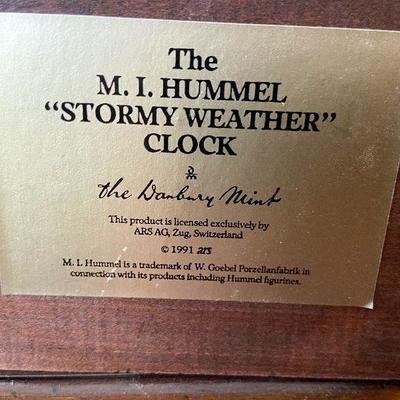 The
M. I. HUMMEL
“STORMY WEATHER”
CLOCK
DM
the Danbury Mint
This product is licensed exclusively by
ARS AG, Zug, Switzerland
© 1991 ars
M. I. Hummel is a trademark of W. Goebel Porzellanfabrik in
connection with its products including Hummel figurines.